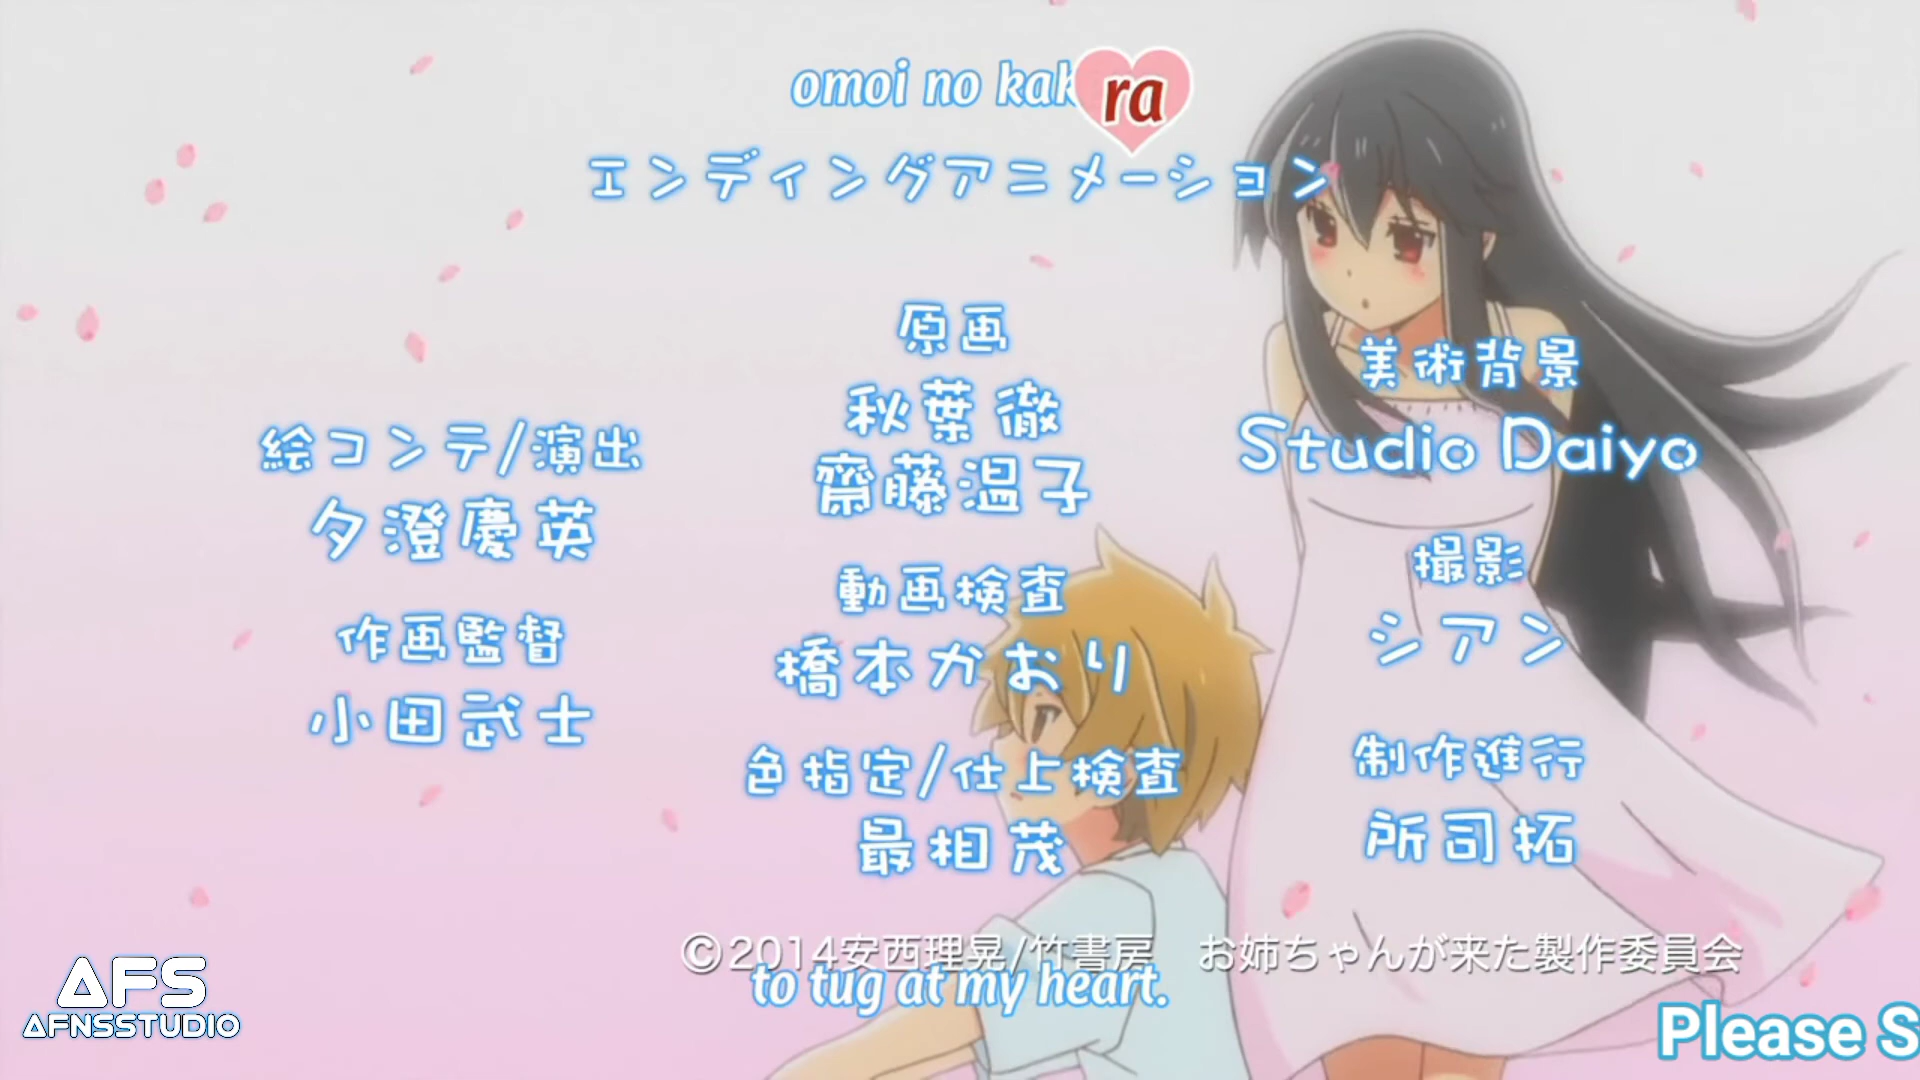 omoi no kak ra
エンディングアニメーション
絵コンテ/演出
夕澄慶英
作画監督
小田武士
原画
秋葉 徹
齋藤温子
動画検査
橋本かおり
色指定/仕上検査
最相 茂
美術背景
Studio Daiyo
撮影
シアン
制作進行
所司 拓
©2014安西理晃/竹書房 お姉ちゃんが来た製作委員会
to tug at my heart.
AFS
AFNSSTUDIO
Please S